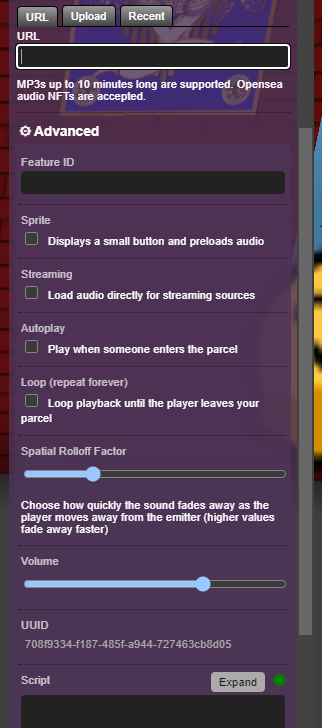 URL Upload Recent
URL
MP3s up to 10 minutes long are supported. Opensea
audio NFTs are accepted.
Advanced
Feature ID
Sprite
Displays a small button and preloads audio
Streaming
Load audio directly for streaming sources
Autoplay
Play when someone enters the parcel
Loop (repeat forever)
Loop playback until the player leaves your
parcel
Spatial Rolloff Factor
Choose how quickly the sound fades away as the
player moves away from the emitter (higher values
fade away faster)
Volume
UUID
708f9334-f187-485f-a944-727463cb8d05
Script Expand